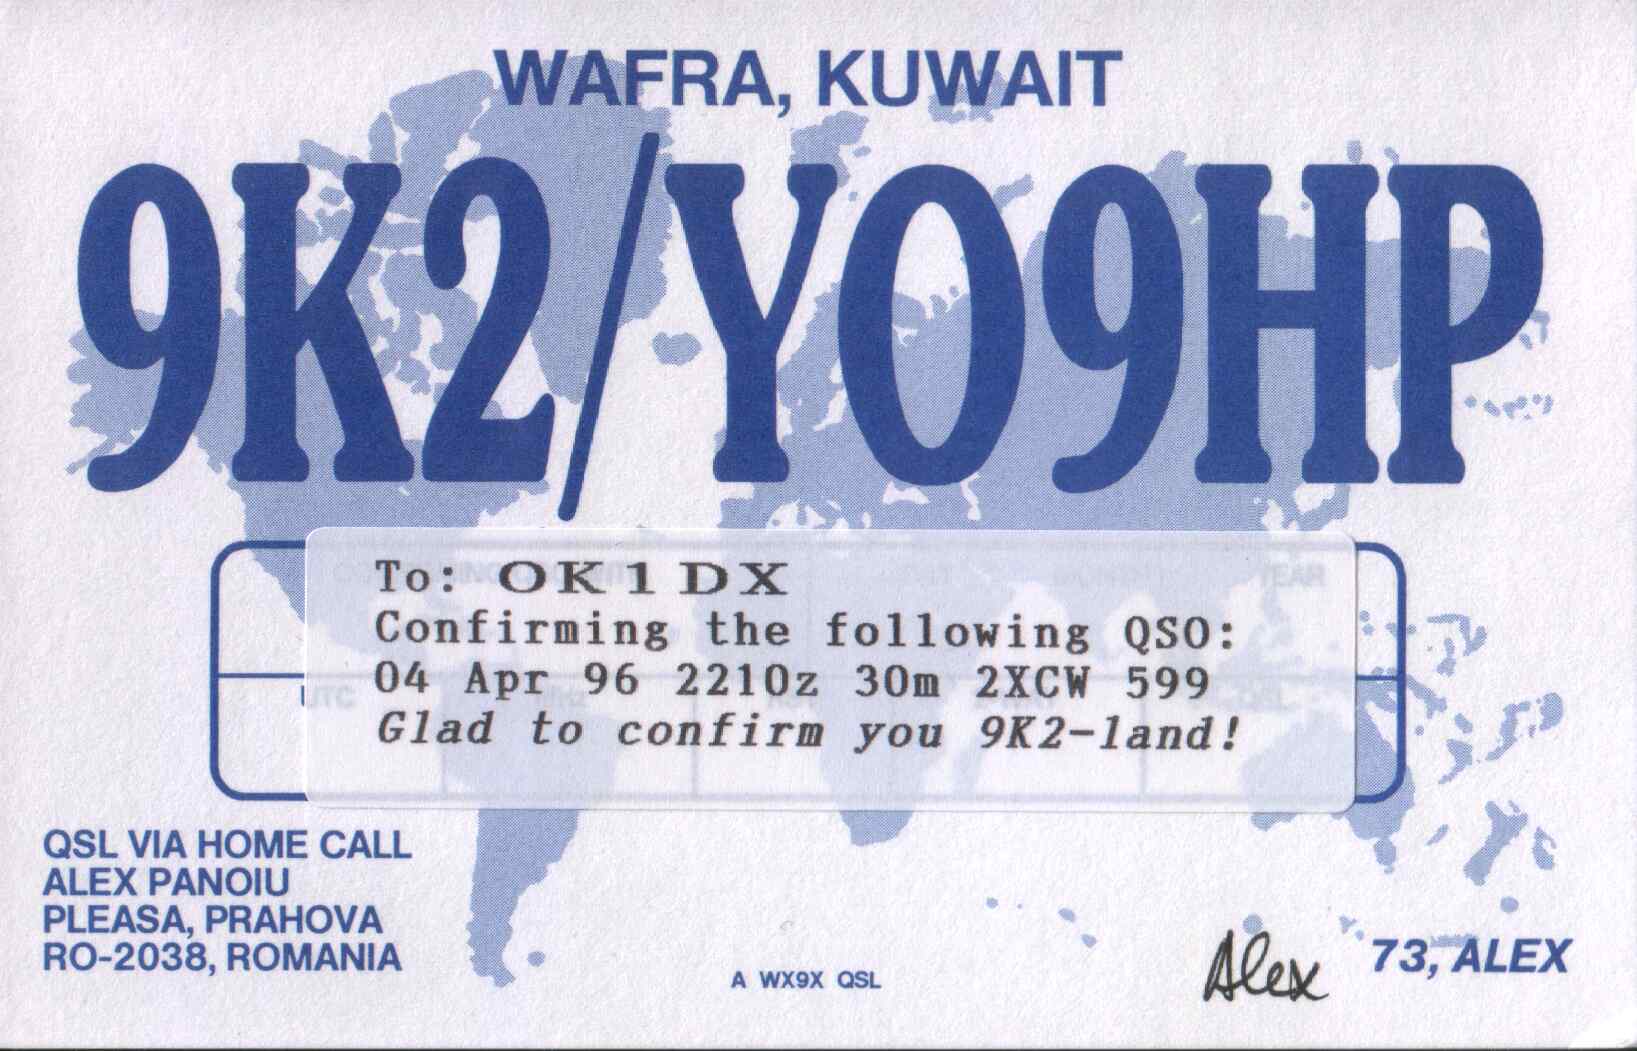 WAFRA, KUWAIT
9K2/YO9HP
To: OK1DX
Confirming the following QSO:
04 Apr 96 2210z 30m 2XCW 599
Glad to confirm you 9K2-land!
YEAR
UTC
QSL VIA HOME CALL
ALEX PANOIU
PLEASA, PRAHOVA
RO-2038, ROMANIA
A WX9X QSL
Alex
73, ALEX